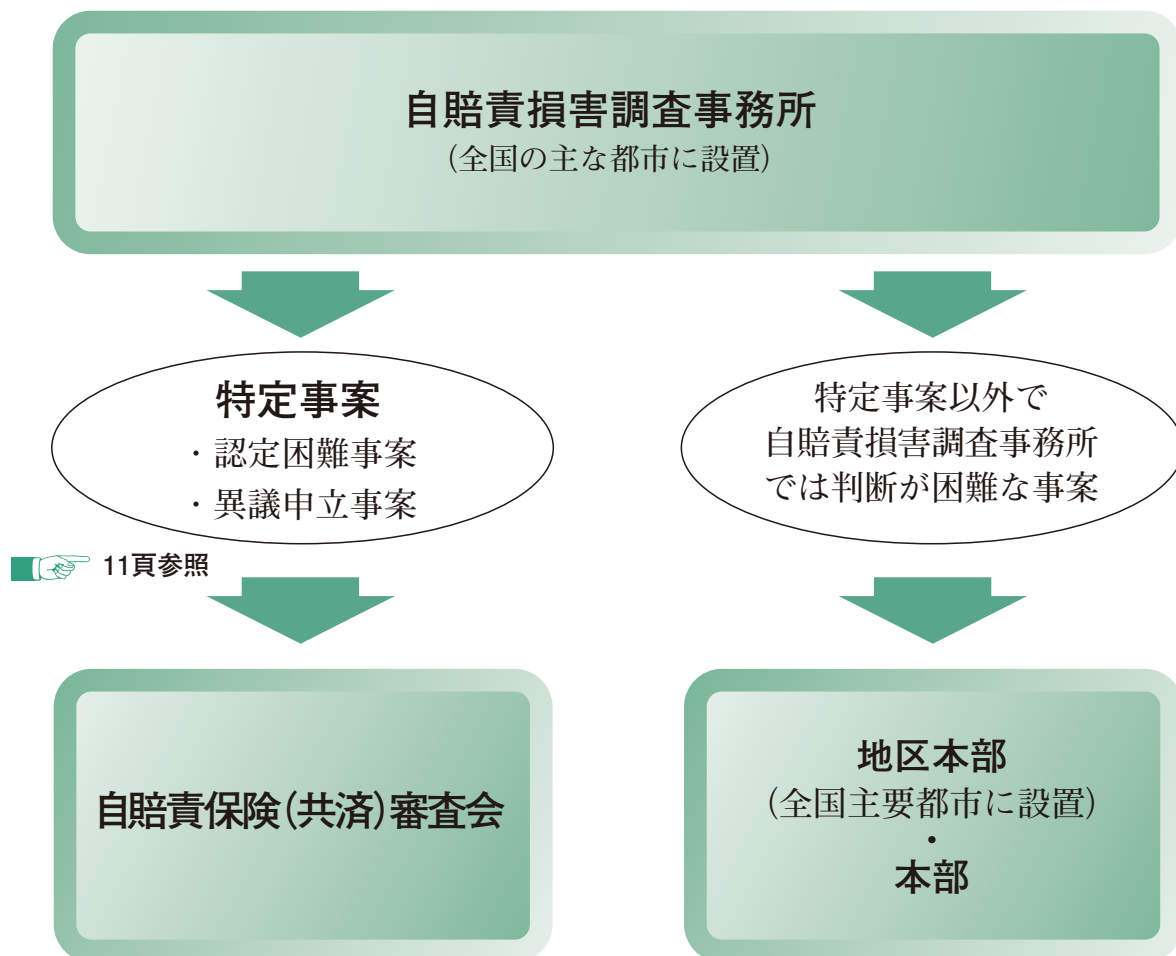 自賠責損害調査事務所
(全国の主な都市に設置)
特定事案
・認定困難事案
・異議申立事案
特定事案以外で
自賠責損害調査事務所
では判断が困難な事案
11頁参照
自賠責保険(共済)審査会
地区本部
(全国主要都市に設置)
・
本部